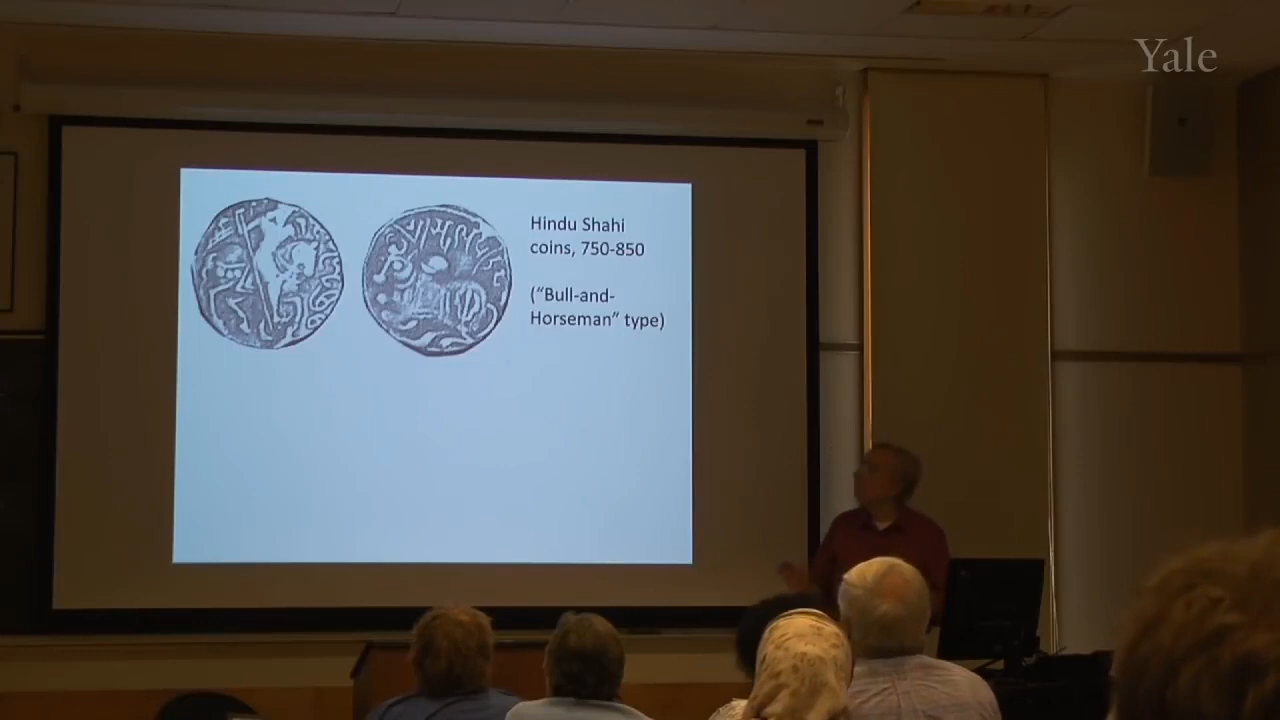 Yale
Hindu Shahi
coins, 750-850
("Bull-and-
Horseman" type)